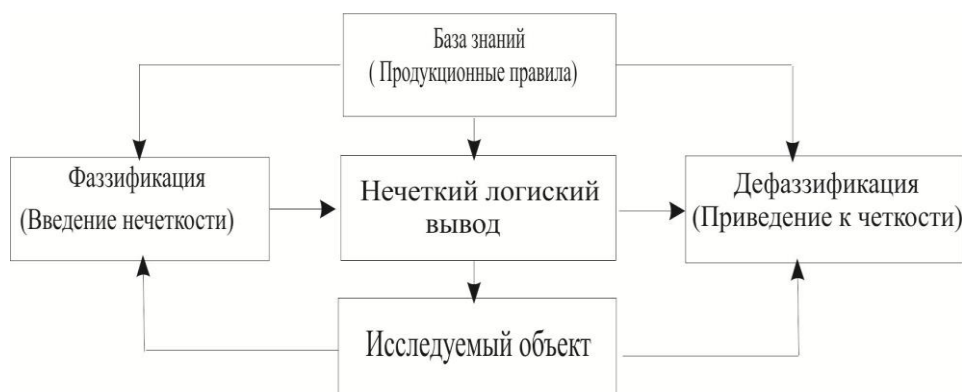 База знаний
( Продукционные правила)
Фаззификация
(Введение нечеткости)
Нечеткий логиский
вывод
Дефаззификация
(Приведение к четкости)
Исследуемый объект